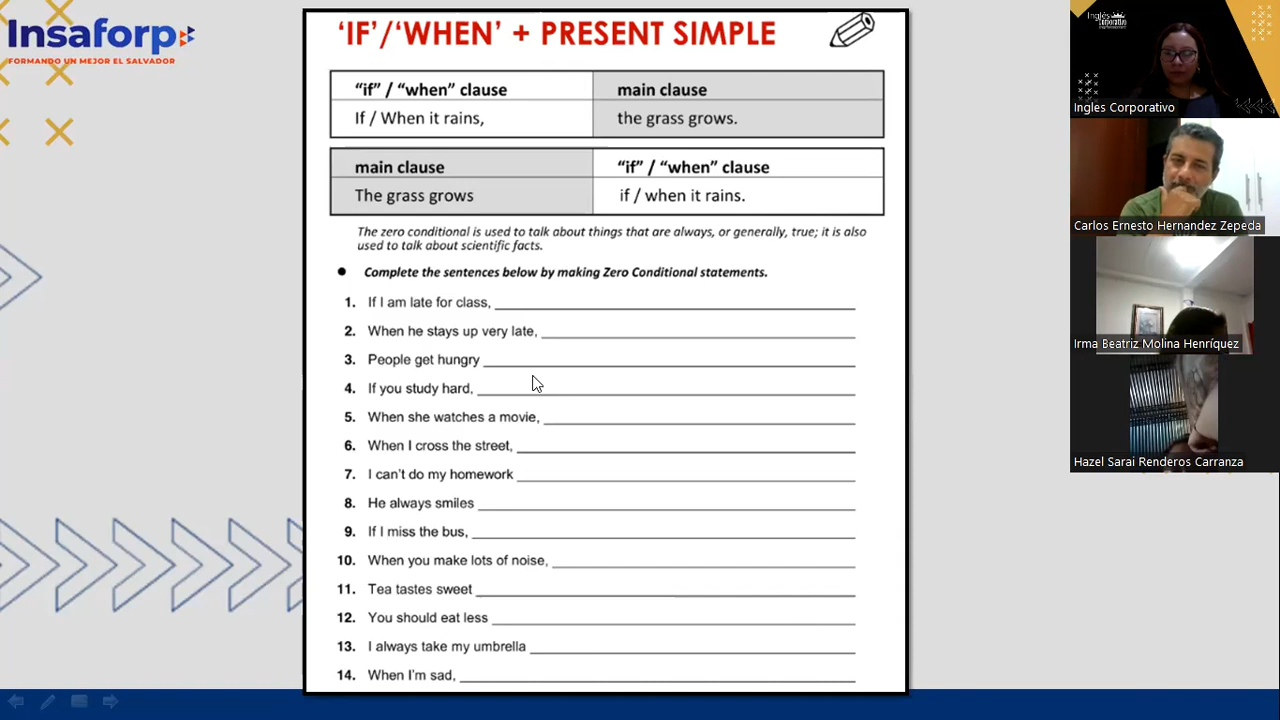 Insaforp
FORMANDO UN MEJOR EL SALVADOR
'IF'/'WHEN' + PRESENT SIMPLE
"if" / "when" clause
main clause
If / When it rains,
the grass grows.
main clause
"if" / "when" clause
The grass grows
if / when it rains.
The zero conditional is used to talk about things that are always, or generally, true; it is also
used to talk about scientific facts.
Complete the sentences below by making Zero Conditional statements.
1. If I am late for class,
2. When he stays up very late,
3. People get hungry
4. If you study hard,
5. When she watches a movie,
6. When I cross the street,
7. I can't do my homework
8. He always smiles
9. If I miss the bus,
10. When you make lots of noise,
11. Tea tastes sweet
12. You should eat less
13. I always take my umbrella
14. When I'm sad,
Inglés
Corporativo
Ingles Corporativo
Carlos Ernesto Hernandez Zepeda
Irma Beatriz Molina Henríquez
Hazel Sarai Renderos Carranza